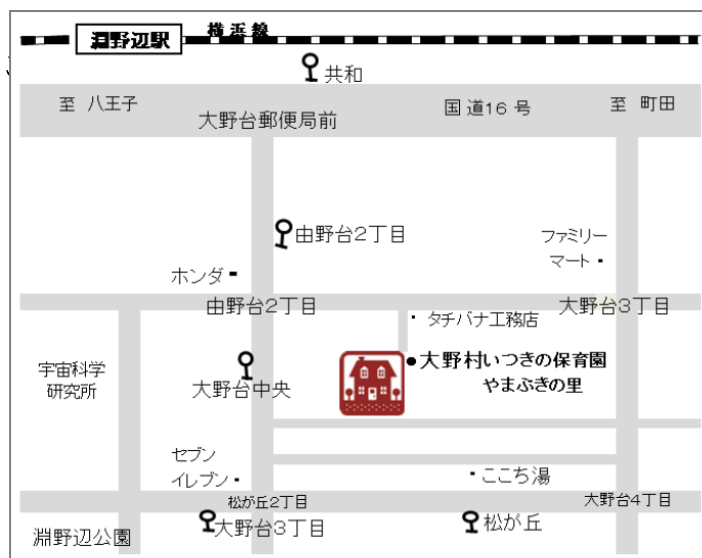 横浜線
淵野辺駅
共和
至 八王子
国道16号
至 町田
大野台郵便局前
由野台2丁目
ファミリー
マート
ホンダ
由野台2丁目
大野台3丁目
タチバナ工務店
大野村いつきの保育園
やまぶきの里
宇宙科学
研究所
大野台中央
セブン
イレブン
ここち湯
松が丘2丁目
大野台4丁目
大野台3丁目
松が丘
淵野辺公園